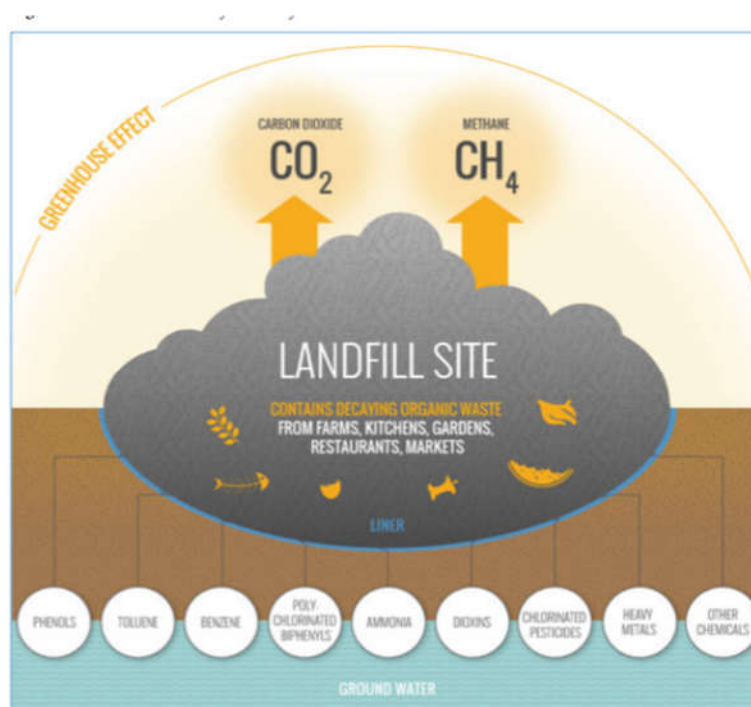 GREENHOUSE EFFECT
CARBON DIOXIDE
CO₂
METHANE
CH₄
LANDFILL SITE
CONTAINS DECAYING ORGANIC WASTE
FROM FARMS, KITCHENS, GARDENS,
RESTAURANTS, MARKETS
LINER
PHENOLS
TOLUENE
BENZENE
POLY-
CHLORINATED
BIPHENYLS
AMMONIA
DIOXINS
CHLORINATED
PESTICIDES
HEAVY
METALS
OTHER
CHEMICALS
GROUND WATER